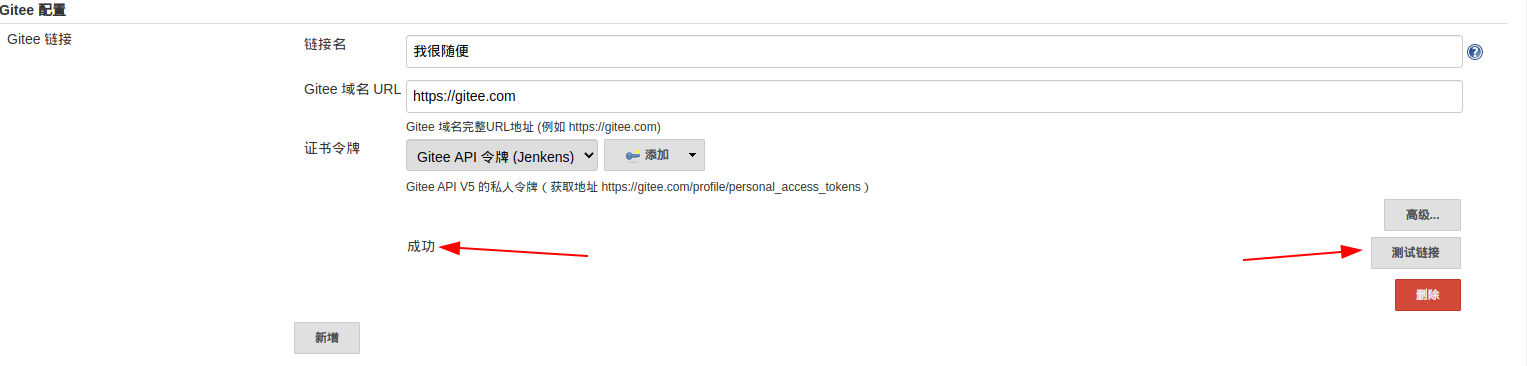 Gitee 配置
Gitee 链接
链接名
我很随便
Gitee 域名 URL
https://gitee.com
Gitee 域名完整URL地址 (例如 https://gitee.com)
证书令牌
Gitee API 令牌 (Jenkens)
添加
Gitee API V5 的私人令牌 ( 获取地址 https://gitee.com/profile/personal_access_tokens )
高级...
成功
测试链接
删除
新增